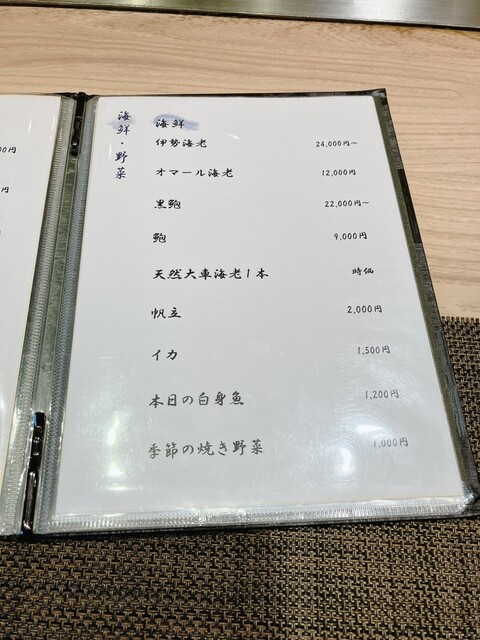 00円
円
海鮮・野菜
海鮮
伊勢海老 24,000円~
オマール海老 12,000円
黒鮑 22,000円~
鮑 9,000円
天然大車海老1本 時価
帆立 2,000円
イカ 1,500円
本日の白身魚 1,200円
季節の焼き野菜 1,000円